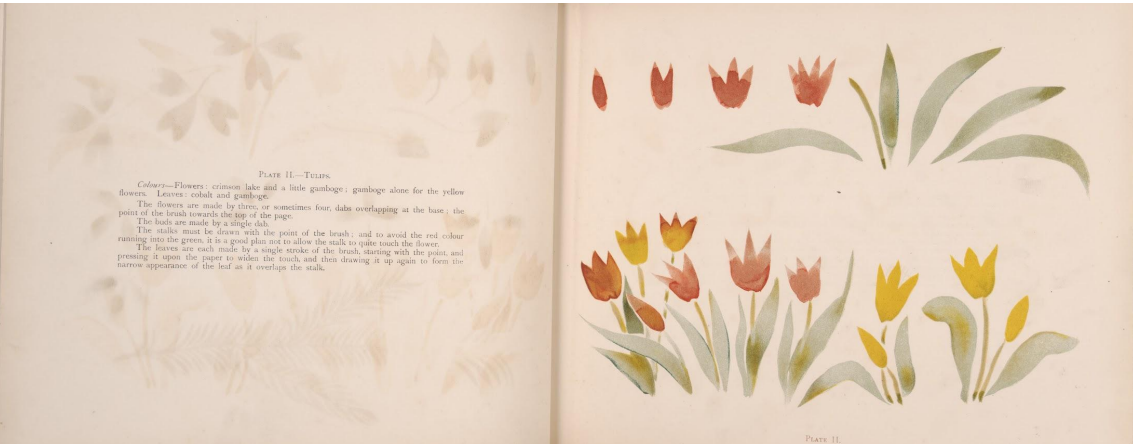 Plate II.—Tulips.
Colours—Flowers: crimson lake and a little gamboge; gamboge alone for the yellow
flowers. Leaves: cobalt and gamboge.
The flowers are made by three, or sometimes four, dabs overlapping at the base; the
point of the brush towards the top of the page.
The buds are made by a single dab.
The stalks must be drawn with the point of the brush; and to avoid the red colour
running into the green, it is a good plan not to allow the stalk to quite touch the flower.
The leaves are each made by a single stroke of the brush, starting with the point, and
pressing it upon the paper to widen the touch, and then drawing it up again to form the
narrow appearance of the leaf as it overlaps the stalk.
Plate II.